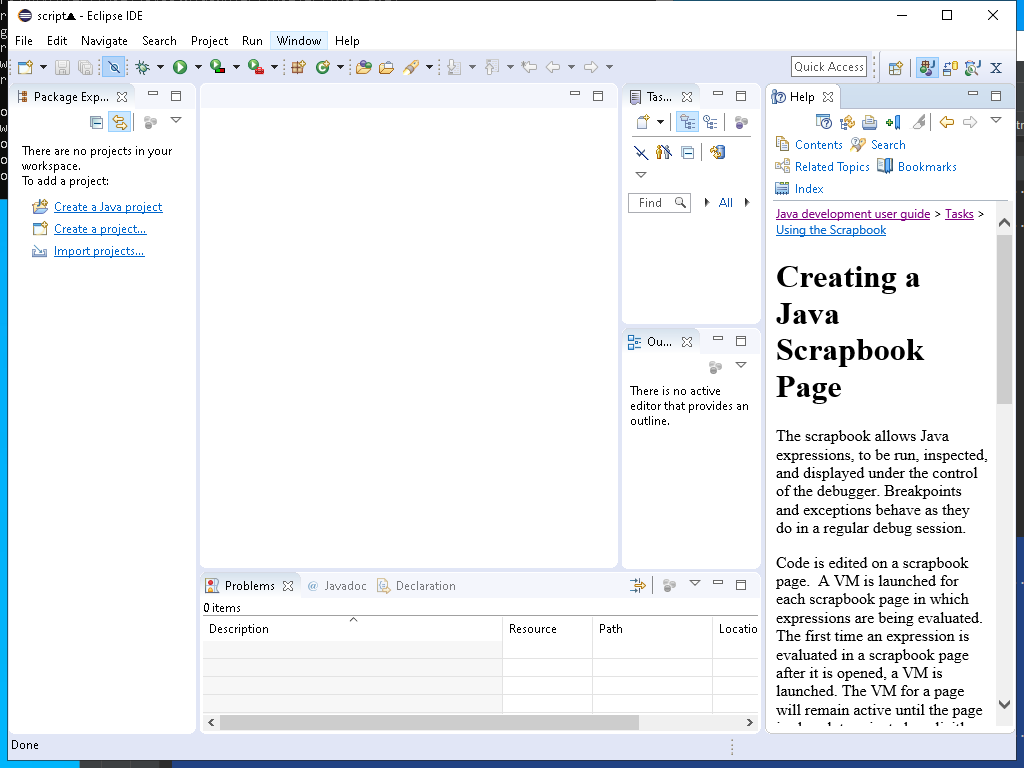 script▲ - Eclipse IDE
File Edit Navigate Search Project Run Window Help
Quick Access
Package Exp...
There are no projects in your
workspace.
To add a project:
Create a Java project
Create a project...
Import projects...
Tas...
Find
All
Ou...
There is no active
editor that provides an
outline.
Problems @ Javadoc Declaration
0 items
Description Resource Path Locatio
Help
Contents Search
Related Topics Bookmarks
Index
Java development user guide > Tasks >
Using the Scrapbook
Creating a
Java
Scrapbook
Page
The scrapbook allows Java
expressions, to be run, inspected,
and displayed under the control
of the debugger. Breakpoints
and exceptions behave as they
do in a regular debug session.
Code is edited on a scrapbook
page. A VM is launched for
each scrapbook page in which
expressions are being evaluated.
The first time an expression is
evaluated in a scrapbook page
after it is opened, a VM is
launched. The VM for a page
will remain active until the page
Done